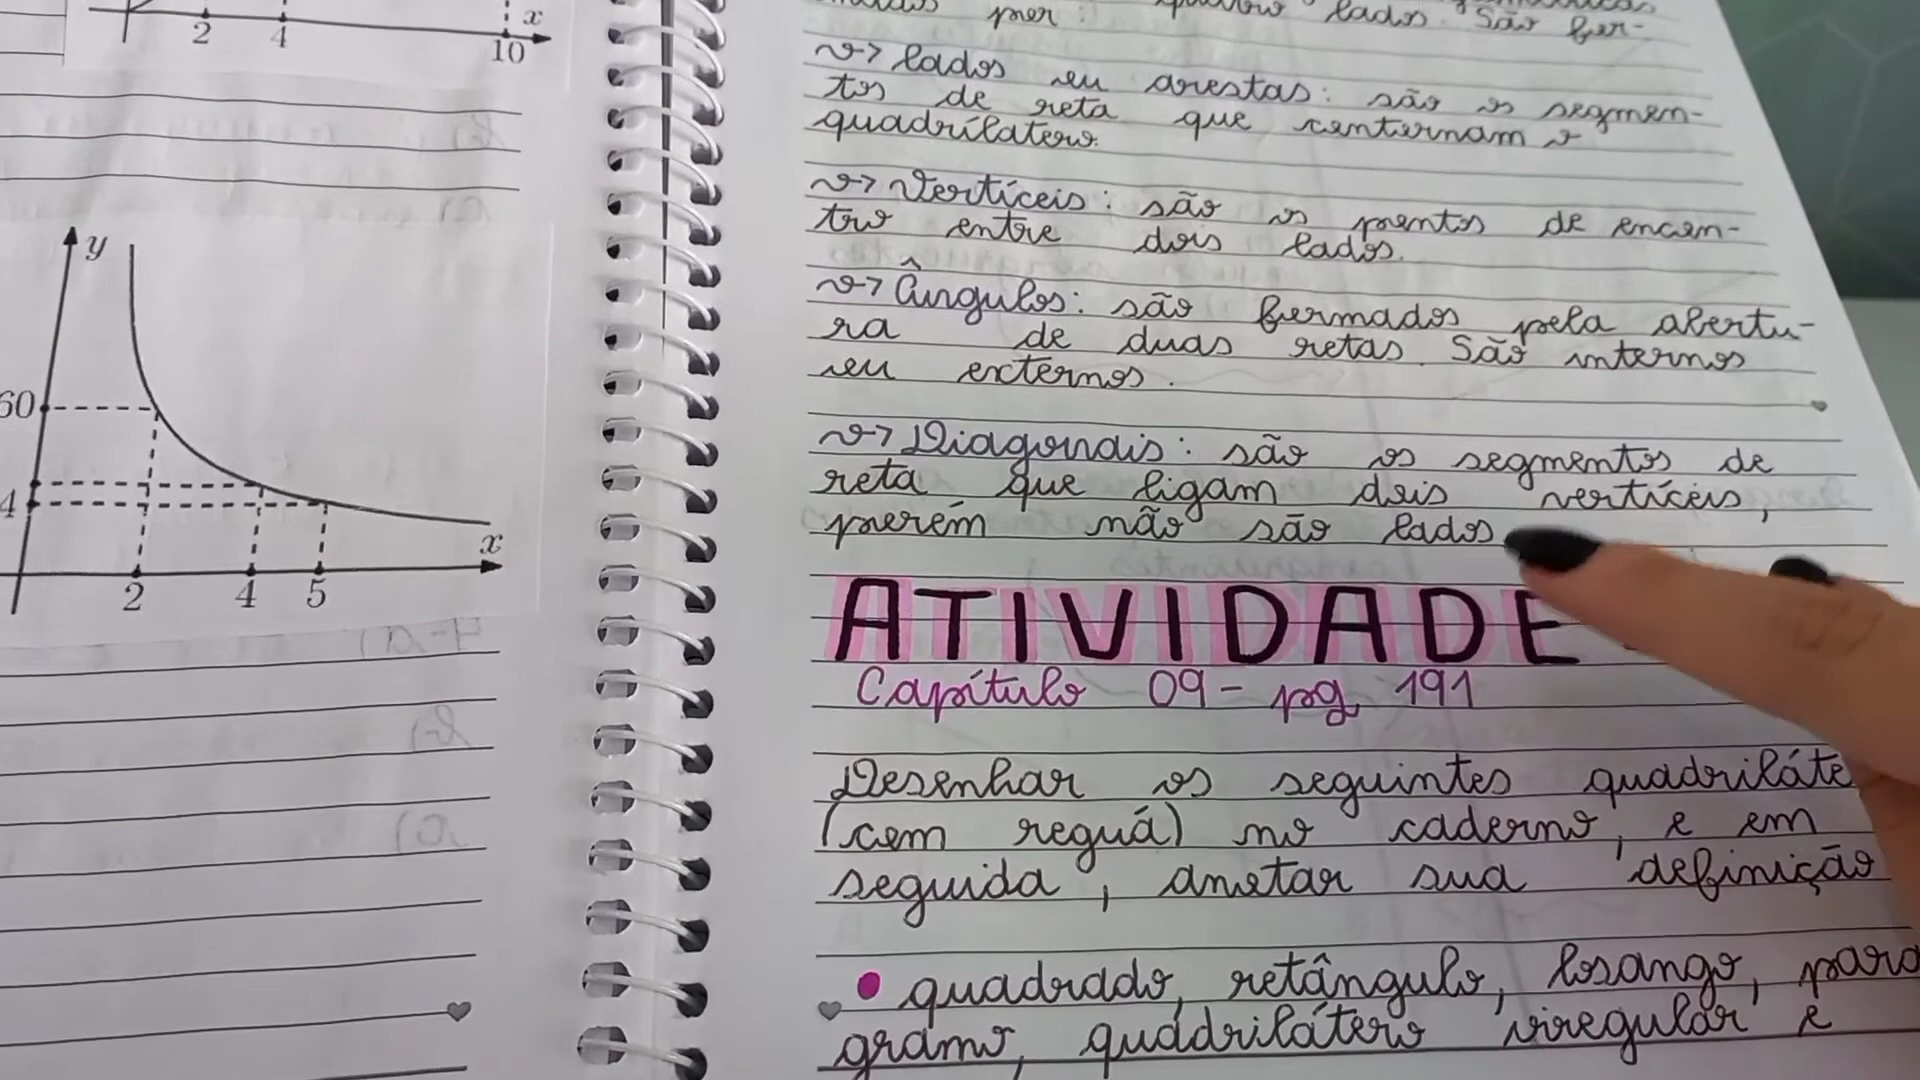 x
2 4 10
y
60
4
x
2 4 5
por: quatro lados. São for-
~> lados ou arestas: são os segmen-
tos de reta que contornam o
quadrilátero.
~> Vertíceis: são os pontos de encon-
tro entre dois lados.
~> Ângulos: são formados pela abertu-
ra de duas retas. São internos
ou externos.
~> Diagonais: são os segmentos de
reta que ligam dois vertíceis,
porém não são lados.
ATIVIDADE
Capítulo 09 - pg 191
Desenhar os seguintes quadriláte
(com reguá) no caderno, e em
seguida, anotar sua definição
• quadrado, retângulo, losango, para
gramo, quadrilátero irregular e